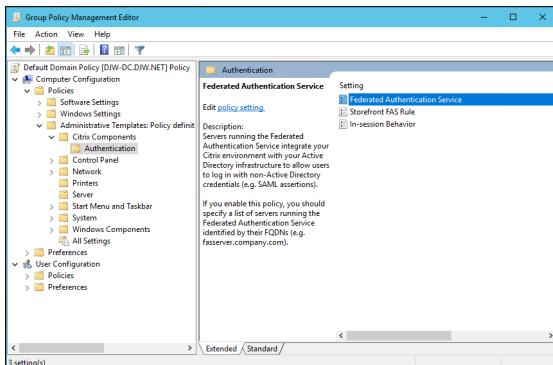 Group Policy Management Editor
File Action View Help
Default Domain Policy [DJW-DC.DJW.NET] Policy
Computer Configuration
Policies
Software Settings
Windows Settings
Administrative Templates: Policy definit
Citrix Components
Authentication
Control Panel
Network
Printers
Server
Start Menu and Taskbar
System
Windows Components
All Settings
Preferences
User Configuration
Policies
Preferences
Authentication
Federated Authentication Service
Edit policy setting
Description:
Servers running the Federated
Authentication Service integrate your
Citrix environment with your Active
Directory infrastructure to allow users
to log in with non-Active Directory
credentials (e.g. SAML assertions).
If you enable this policy, you should
specify a list of servers running the
Federated Authentication Service
identified by their FQDNs (e.g.
fasserver.company.com).
Setting
Federated Authentication Service
Storefront FAS Rule
In-session Behavior
Extended Standard
3 setting(s)